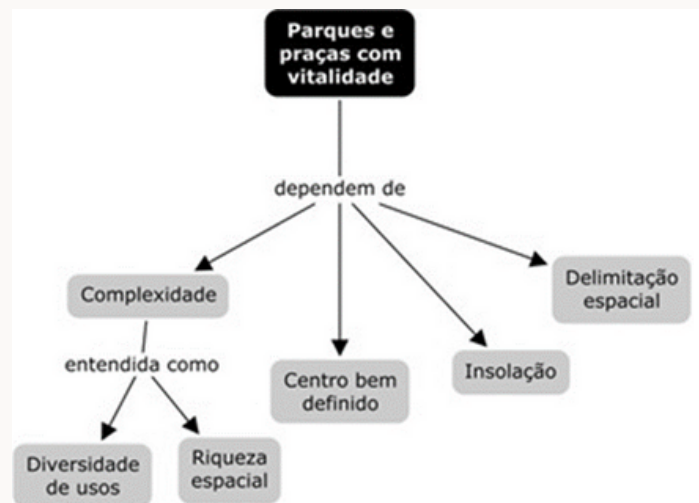 Parques e
praças com
vitalidade
dependem de
Complexidade
Delimitação
espacial
entendida como
Centro bem
definido
Insolação
Diversidade
de usos
Riqueza
espacial